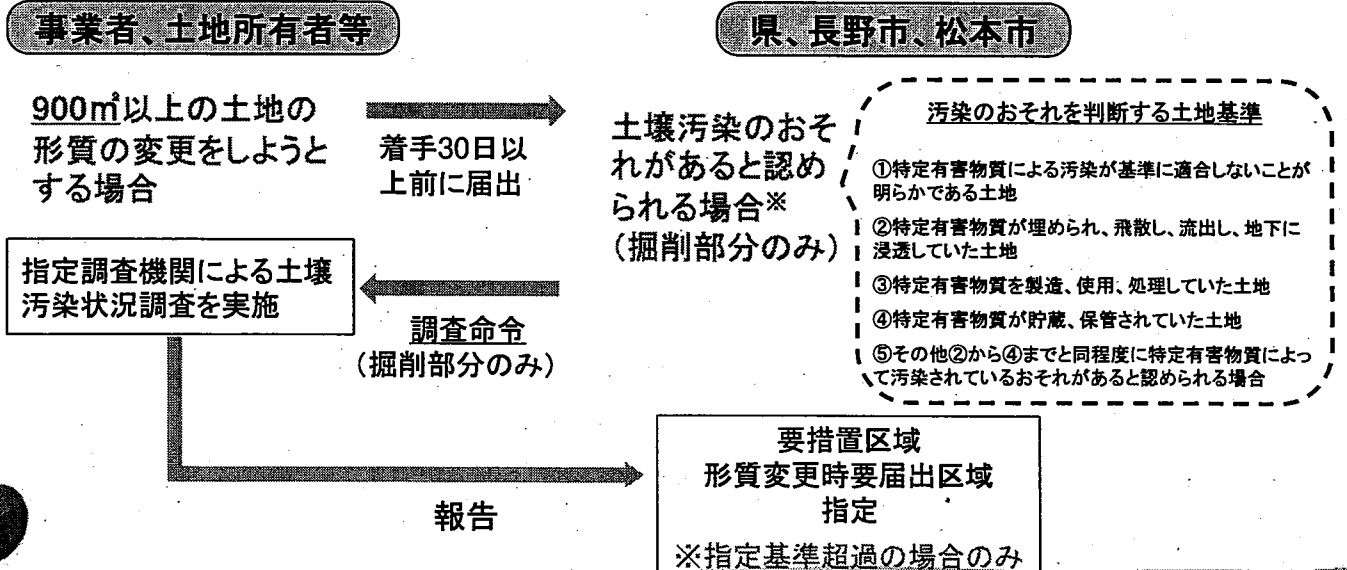 事業者、土地所有者等
県、長野市、松本市
900㎡以上の土地の
形質の変更をしようと
する場合
着手30日以
上前に届出
土壌汚染のおそ
れがあると認め
られる場合※
（掘削部分のみ）
汚染のおそれを判断する土地基準
①特定有害物質による汚染が基準に適合しないことが
明らかである土地
②特定有害物質が埋められ、飛散し、流出し、地下に
浸透していた土地
③特定有害物質を製造、使用、処理していた土地
④特定有害物質が貯蔵、保管されていた土地
⑤その他②から④までと同程度に特定有害物質によっ
て汚染されているおそれがあると認められる場合
指定調査機関による土壌
汚染状況調査を実施
調査命令
（掘削部分のみ）
報告
要措置区域
形質変更時要届出区域
指定
※指定基準超過の場合のみ